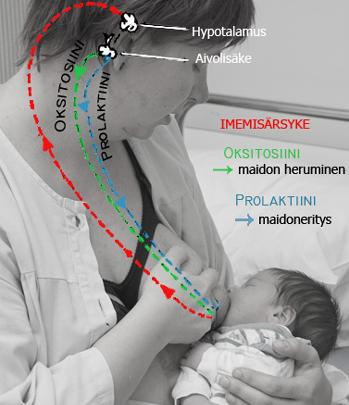 Hypotalamus
Aivolisäke
OKSITOSIINI
PROLAKTIINI
IMEMISÄRSYKE
OKSITOSIINI
→ maidon heruminen
PROLAKTIINI
→ maidoneritys